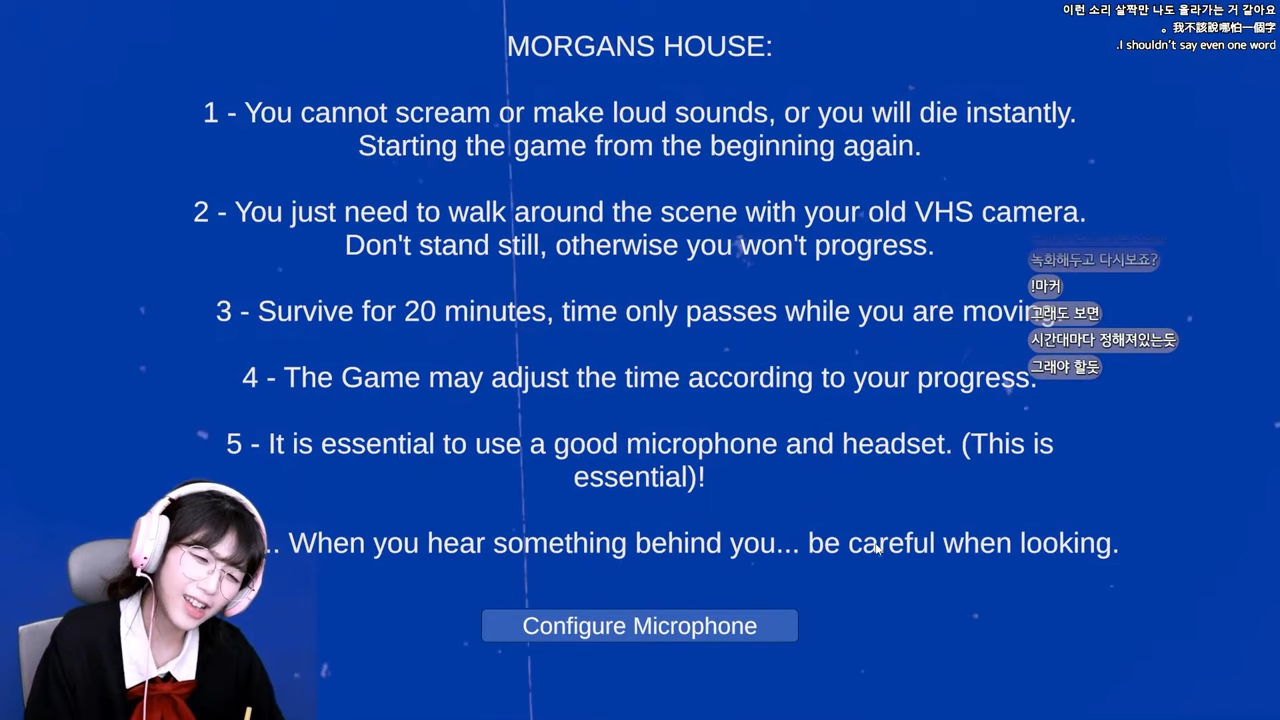 이런 소리 살짝만 나도 올라가는 거 같아요
。我不該說哪怕一個字
.I shouldn't say even one word
MORGANS HOUSE:
1 - You cannot scream or make loud sounds, or you will die instantly.
Starting the game from the beginning again.
2 - You just need to walk around the scene with your old VHS camera.
Don't stand still, otherwise you won't progress.
3 - Survive for 20 minutes, time only passes while you are moving.
4 - The Game may adjust the time according to your progress.
5 - It is essential to use a good microphone and headset. (This is
essential)!
.. When you hear something behind you... be careful when looking.
Configure Microphone
녹화해두고 다시보죠?
!마커
고래도 보면
시간대마다 정해져있는듯
그래야 할듯